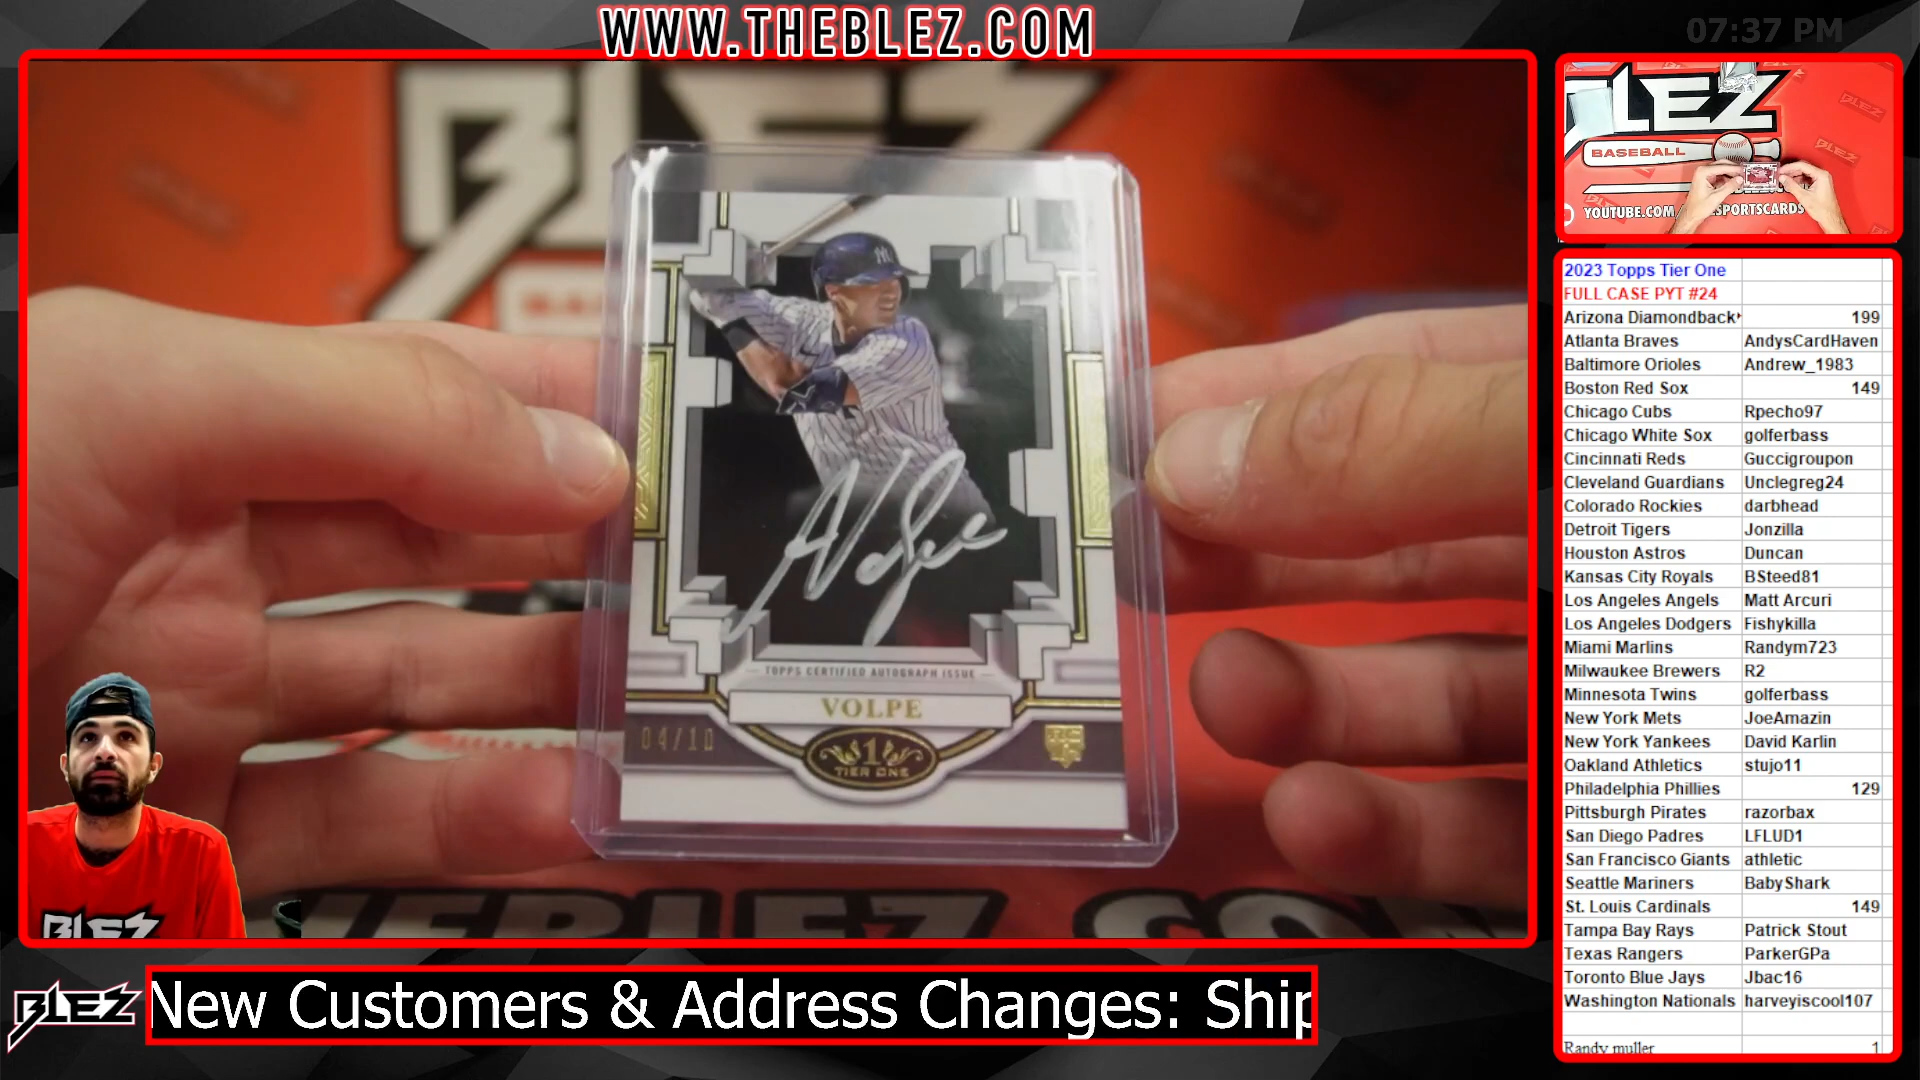 WWW.THEBLEZ.COM
07:37 PM
BLEZ
NY
TOPPS CERTIFIED AUTOGRAPH ISSUE
VOLPE
04/10
1
TIER ONE
RC
BLEZ
BLEZ
New Customers & Address Changes: Ship
LEZ
BLEZ
BLEZ
BASEBALL
YOUTUBE.COM/
SPORTSCARDS
2023 Topps Tier One
FULL CASE PYT #24
Arizona Diamondback 199
Atlanta Braves AndysCardHaven
Baltimore Orioles Andrew_1983
Boston Red Sox 149
Chicago Cubs Rpecho97
Chicago White Sox golferbass
Cincinnati Reds Guccigroupon
Cleveland Guardians Unclegreg24
Colorado Rockies darbhead
Detroit Tigers Jonzilla
Houston Astros Duncan
Kansas City Royals BSteed81
Los Angeles Angels Matt Arcuri
Los Angeles Dodgers Fishykilla
Miami Marlins Randym723
Milwaukee Brewers R2
Minnesota Twins golferbass
New York Mets JoeAmazin
New York Yankees David Karlin
Oakland Athletics stujo11
Philadelphia Phillies 129
Pittsburgh Pirates razorbax
San Diego Padres LFLUD1
San Francisco Giants athletic
Seattle Mariners BabyShark
St. Louis Cardinals 149
Tampa Bay Rays Patrick Stout
Texas Rangers ParkerGPa
Toronto Blue Jays Jbac16
Washington Nationals harveyiscool107
Randy muller 1